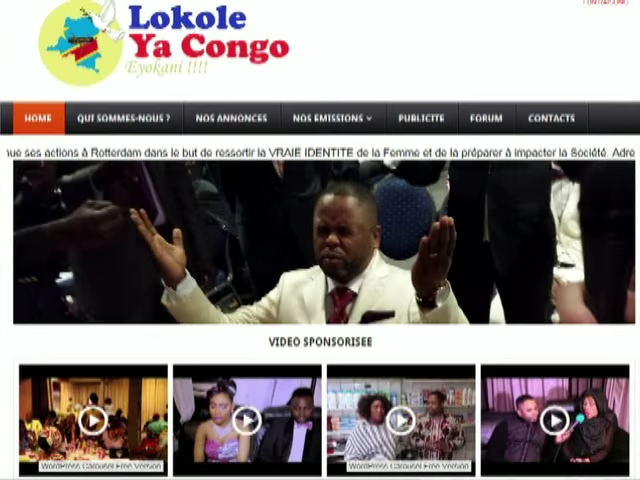 Lokole
Ya Congo
Eyokani !!!!
HOME QUI SOMMES-NOUS ? NOS ANNONCES NOS EMISSIONS PUBLICITE FORUM CONTACTS
ses actions à Rotterdam dans le but de ressortir la VRAIE IDENTITE de la Femme et de la préparer à impacter la Société. Adre
VIDEO SPONSORISEE
WordPress Carousel Free Version
WordPress Carousel Free Version